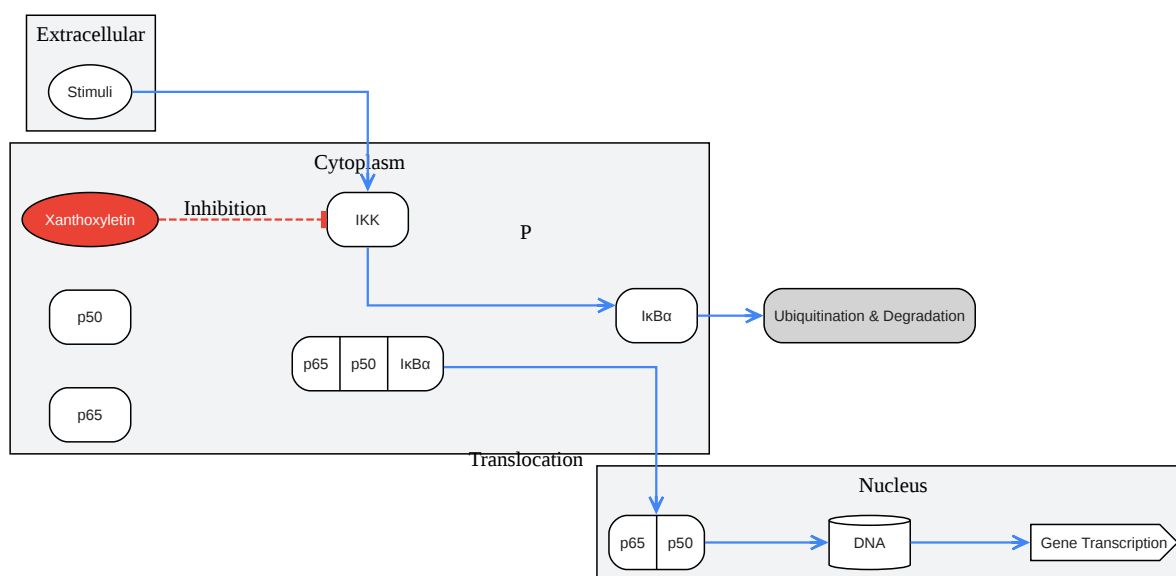 Extracellular
Stimuli
Cytoplasm
Xanthoxyletin
Inhibition
IKK
P
p50
IκBα
Ubiquitination & Degradation
p65 p50 IκBα
p65
Translocation
Nucleus
p65 p50
DNA
Gene Transcription